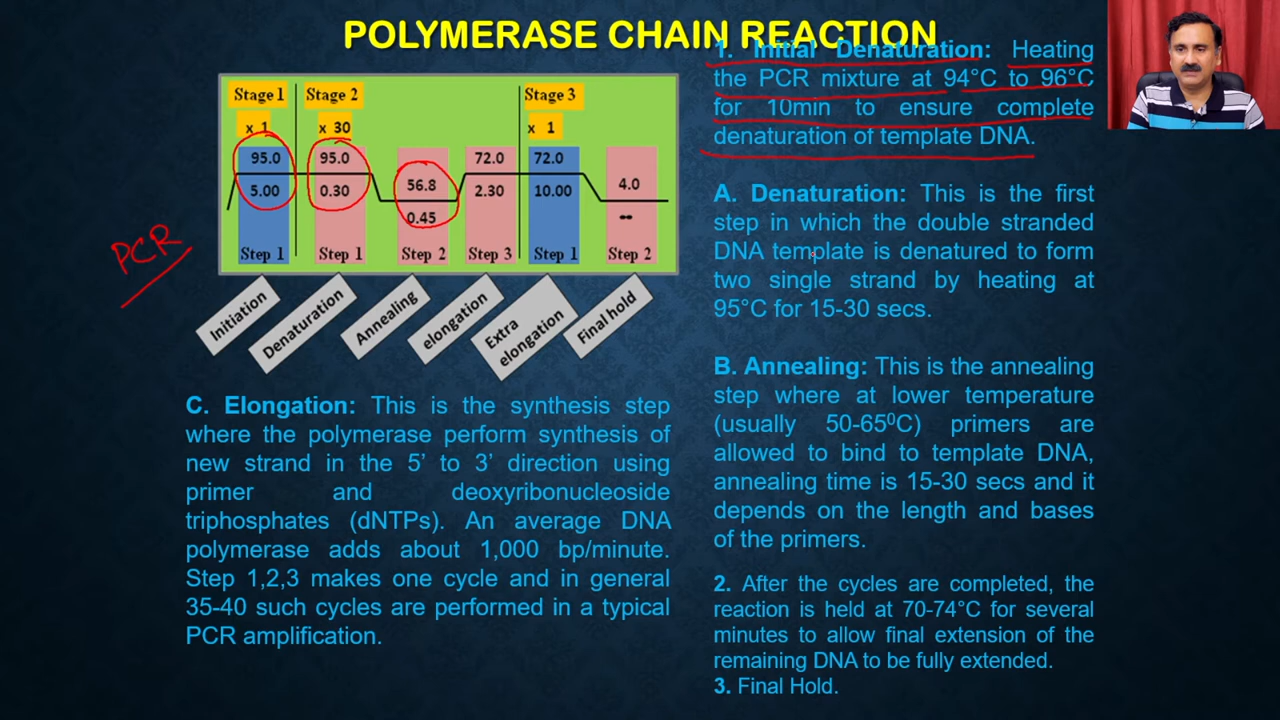 POLYMERASE CHAIN REACTION
Stage 1 Stage 2 Stage 3
x 1 x 30 x 1
95.0 95.0 56.8 72.0 72.0 4.0
5.00 0.30 0.45 2.30 10.00 ∞
Step 1 Step 1 Step 2 Step 3 Step 1 Step 2
Initiation
Denaturation
Annealing
elongation
Extra
elongation
Final hold
PCR
C. Elongation: This is the synthesis step
where the polymerase perform synthesis of
new strand in the 5’ to 3’ direction using
primer and deoxyribonucleoside
triphosphates (dNTPs). An average DNA
polymerase adds about 1,000 bp/minute.
Step 1,2,3 makes one cycle and in general
35-40 such cycles are performed in a typical
PCR amplification.
1. Initial Denaturation: Heating
the PCR mixture at 94°C to 96°C
for 10min to ensure complete
denaturation of template DNA.
A. Denaturation: This is the first
step in which the double stranded
DNA template is denatured to form
two single strand by heating at
95°C for 15-30 secs.
B. Annealing: This is the annealing
step where at lower temperature
(usually 50-65⁰C) primers are
allowed to bind to template DNA,
annealing time is 15-30 secs and it
depends on the length and bases
of the primers.
2. After the cycles are completed, the
reaction is held at 70-74°C for several
minutes to allow final extension of the
remaining DNA to be fully extended.
3. Final Hold.